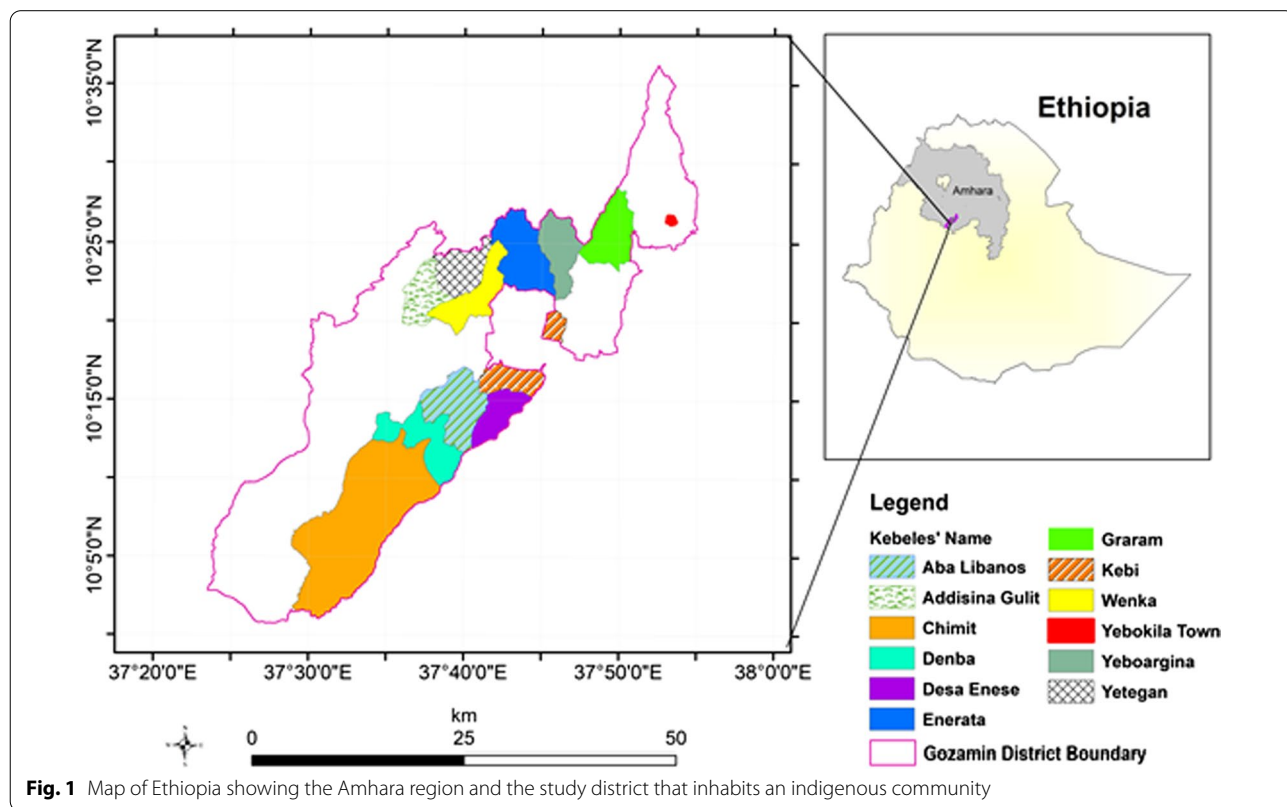 10°35'0"N
10°25'0"N
10°15'0"N
10°5'0"N
37°20'0"E
37°30'0"E
37°40'0"E
37°50'0"E
38°0'0"E
km
0
25
50
Ethiopia
Amhara
Legend
Kebeles' Name
Aba Libanos
Addisina Gulit
Chimit
Denba
Desa Enese
Enerata
Graram
Kebi
Wenka
Yebokila Town
Yeboargina
Yetegan
Gozamin District Boundary
Fig. 1 Map of Ethiopia showing the Amhara region and the study district that inhabits an indigenous community